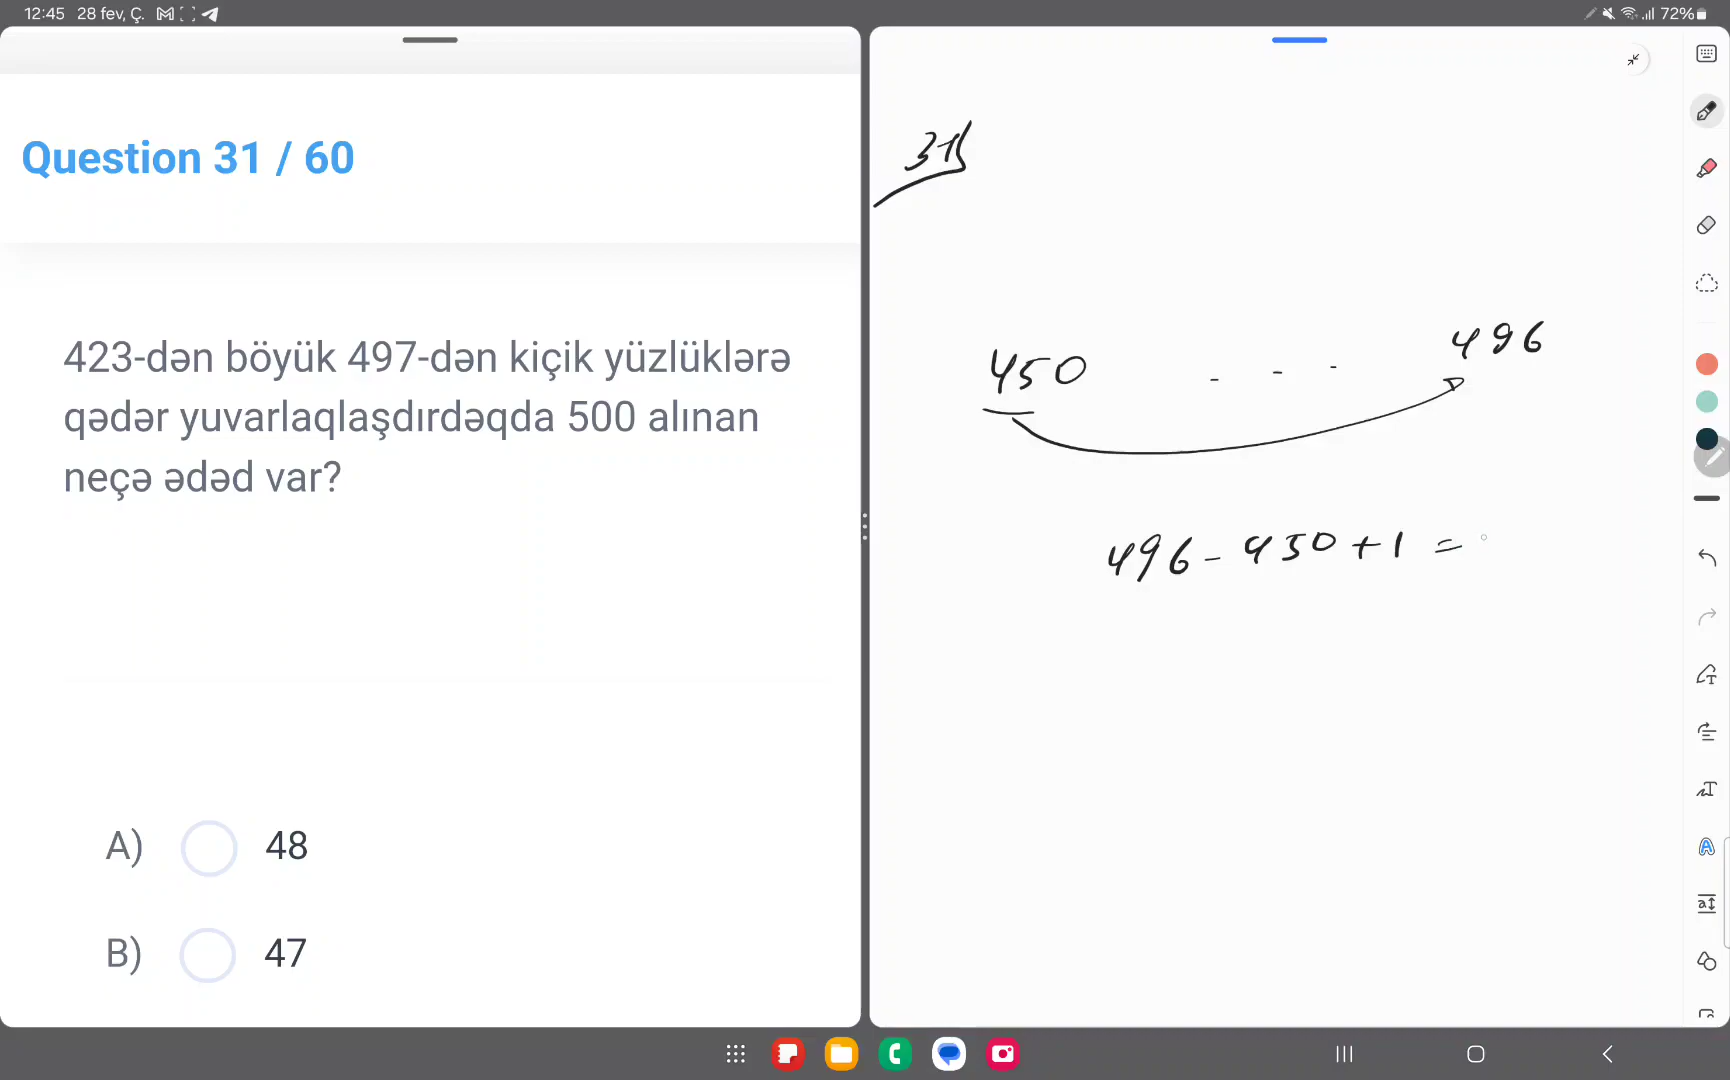 12:45 28 fev, Ç.
72%
Question 31 / 60
423-dən böyük 497-dən kiçik yüzlüklərə
qədər yuvarlaqlaşdırdəqda 500 alınan
neçə ədəd var?
A) 48
B) 47
31
450 - - - 496
496 - 450 + 1 =